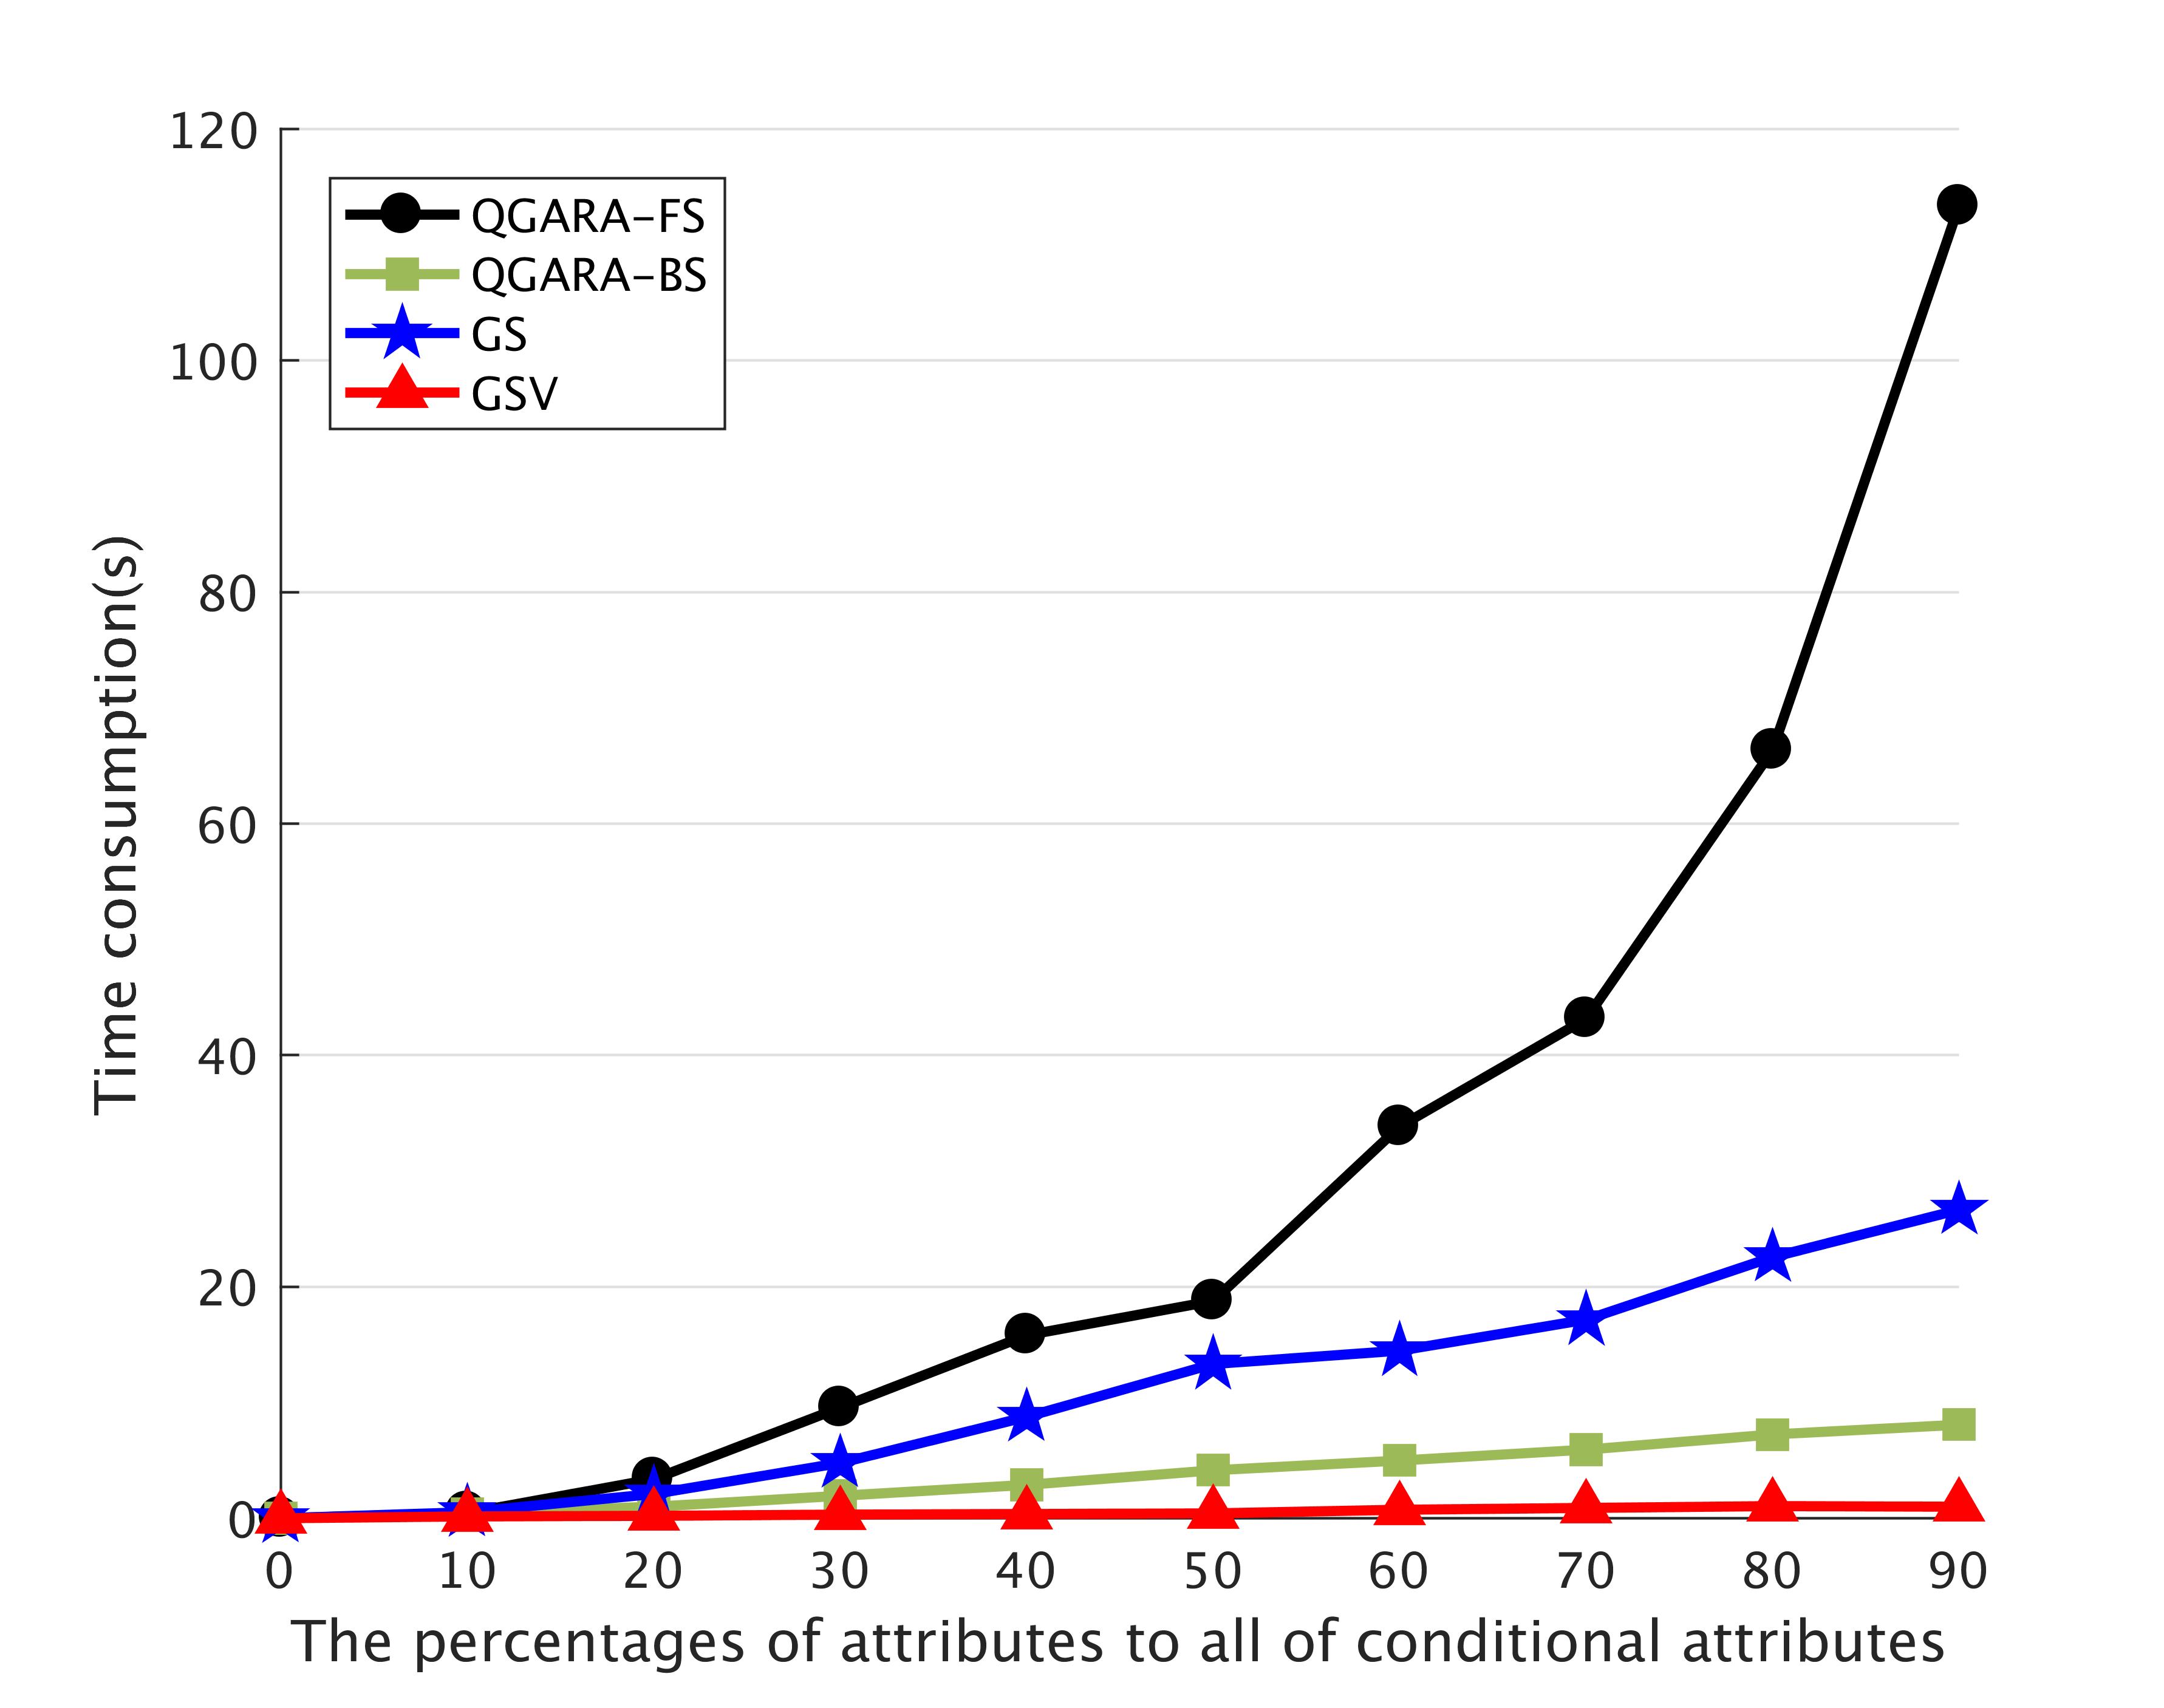 120
100
80
60
40
20
0
Time consumption(s)
QGARA-FS
QGARA-BS
GS
GSV
0 10 20 30 40 50 60 70 80 90
The percentages of attributes to all of conditional attributes